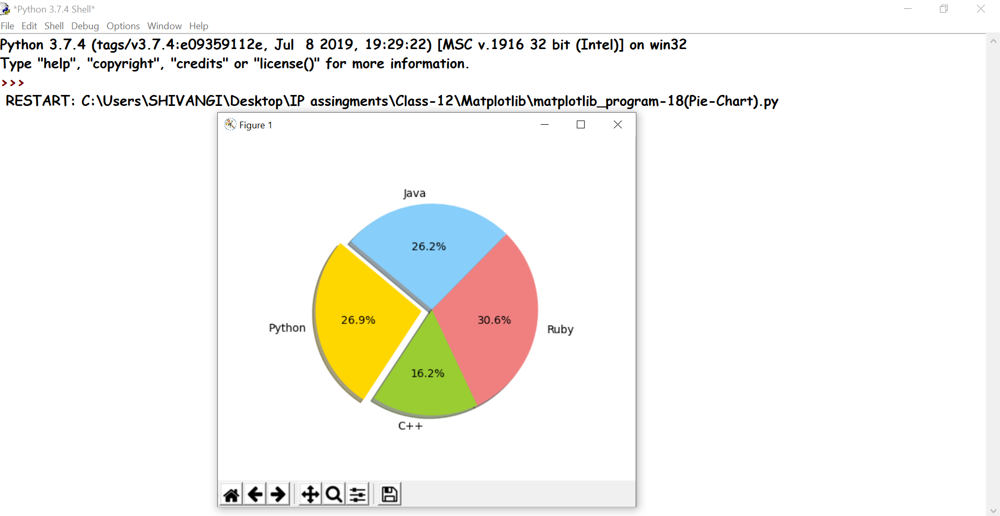 *Python 3.7.4 Shell*
File Edit Shell Debug Options Window Help
Python 3.7.4 (tags/v3.7.4:e09359112e, Jul  8 2019, 19:29:22) [MSC v.1916 32 bit (Intel)] on win32
Type "help", "copyright", "credits" or "license()" for more information.
>>>
RESTART: C:\Users\SHIVANGI\Desktop\IP assingments\Class-12\Matplotlib\matplotlib_program-18(Pie-Chart).py
Figure 1
Java
26.2%
26.9%
30.6%
Python
Ruby
16.2%
C++